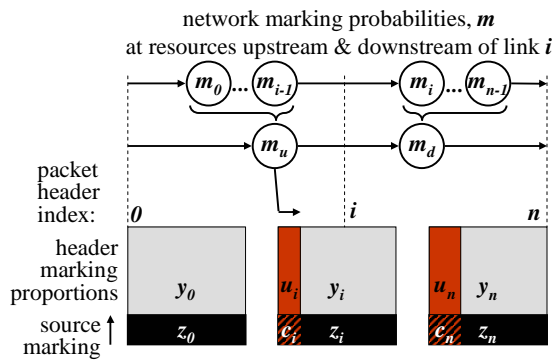 network marking probabilities, m
at resources upstream & downstream of link i
m0 ... mi-1 mi ... mn-1
mu md
packet
header
index: 0 i n
header
marking
proportions
y0 ui yi un yn
source
marking
z0 ci zi cn zn